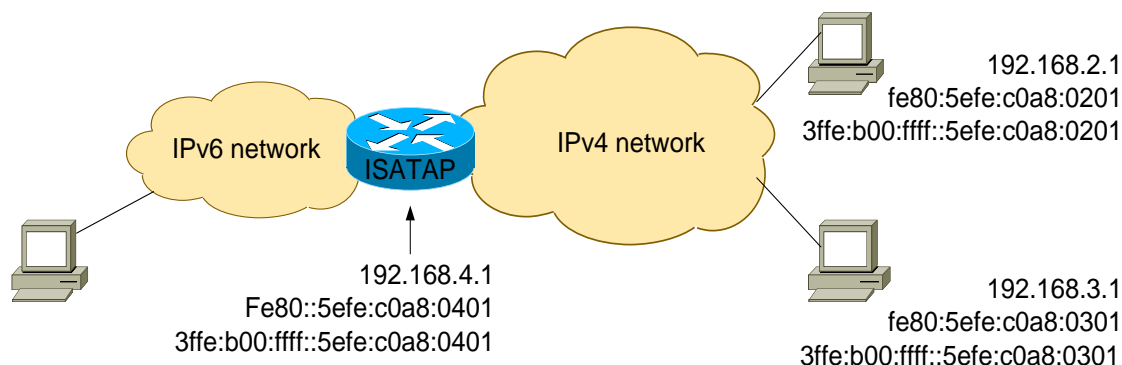 192.168.2.1
fe80:5efe:c0a8:0201
3ffe:b00:ffff::5efe:c0a8:0201
IPv6 network
ISATAP
IPv4 network
192.168.4.1
Fe80::5efe:c0a8:0401
3ffe:b00:ffff::5efe:c0a8:0401
192.168.3.1
fe80:5efe:c0a8:0301
3ffe:b00:ffff::5efe:c0a8:0301